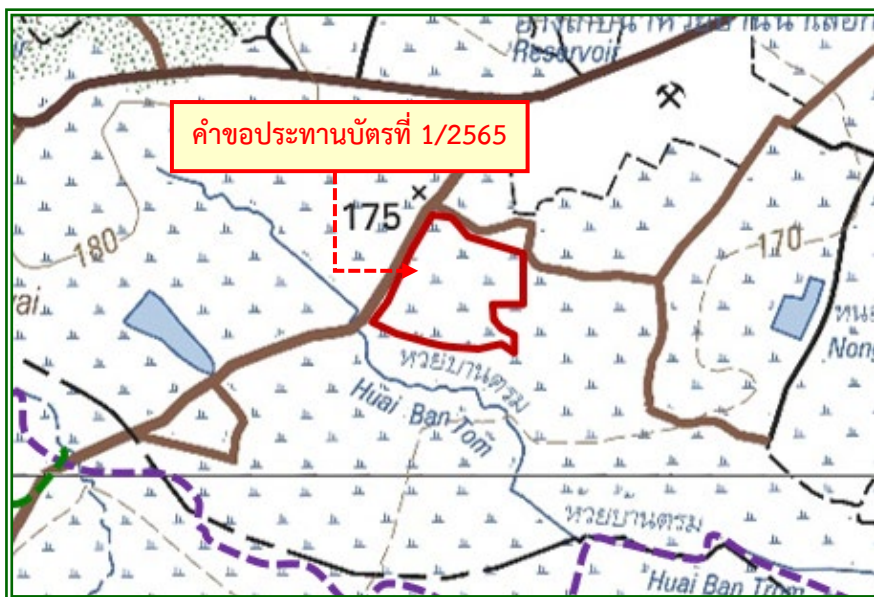 Reservoir
คำขอประทานบัตรที่ 1/2565
175
180
170
vai
ห้วยบ้านตรม
Huai Ban Tom
Nong
ห้วยบ้านตรม
Huai Ban Trom